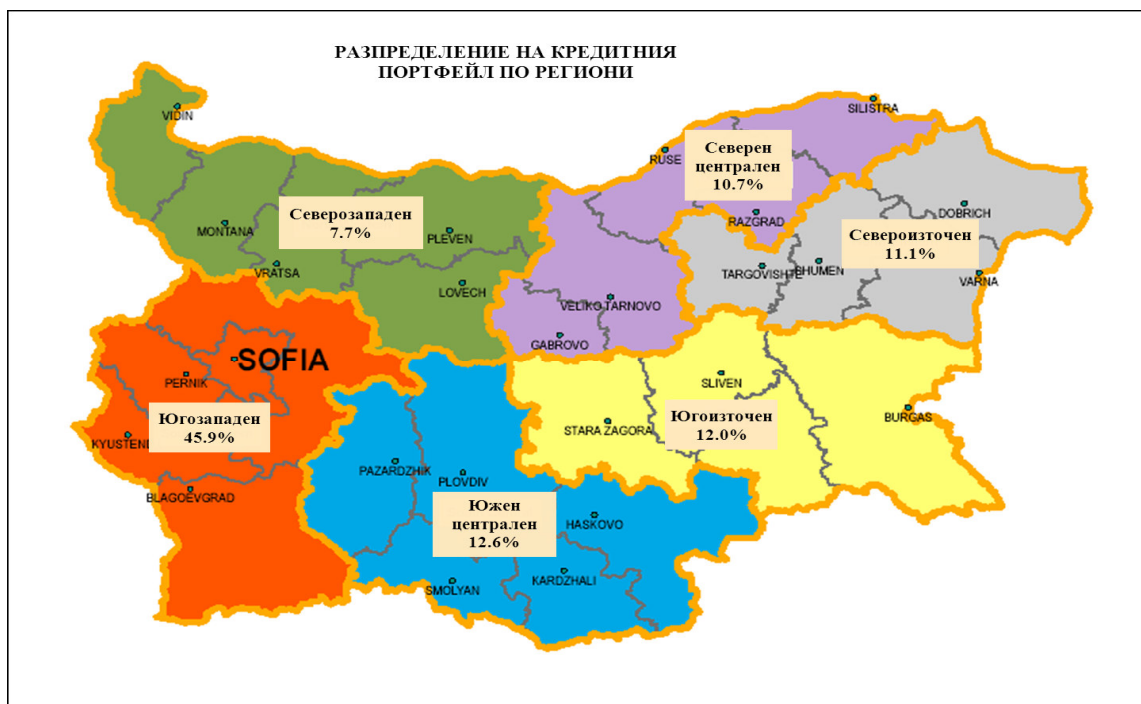 РАЗПРЕДЕЛЕНИЕ НА КРЕДИТНИЯ
ПОРТФЕЙЛ ПО РЕГИОНИ
VIDIN
SILISTRA
RUSE
Северен
централен
10.7%
RAZGRAD
DOBRICH
Северозападен
7.7%
MONTANA
PLEVEN
VRATSA
LOVECH
Североизточен
11.1%
TARGOVISHTE
SHUMEN
VARNA
VELIKO TARNOVO
GABROVO
SOFIA
PERNIK
Югозападен
45.9%
KYUSTEND
BLAGOEVGRAD
SLIVEN
STARA ZAGORA
Югоизточен
12.0%
BURGAS
PAZARDZHIK
PLOVDIV
Южен
централен
12.6%
HASKOVO
SMOLYAN
KARDZHALI